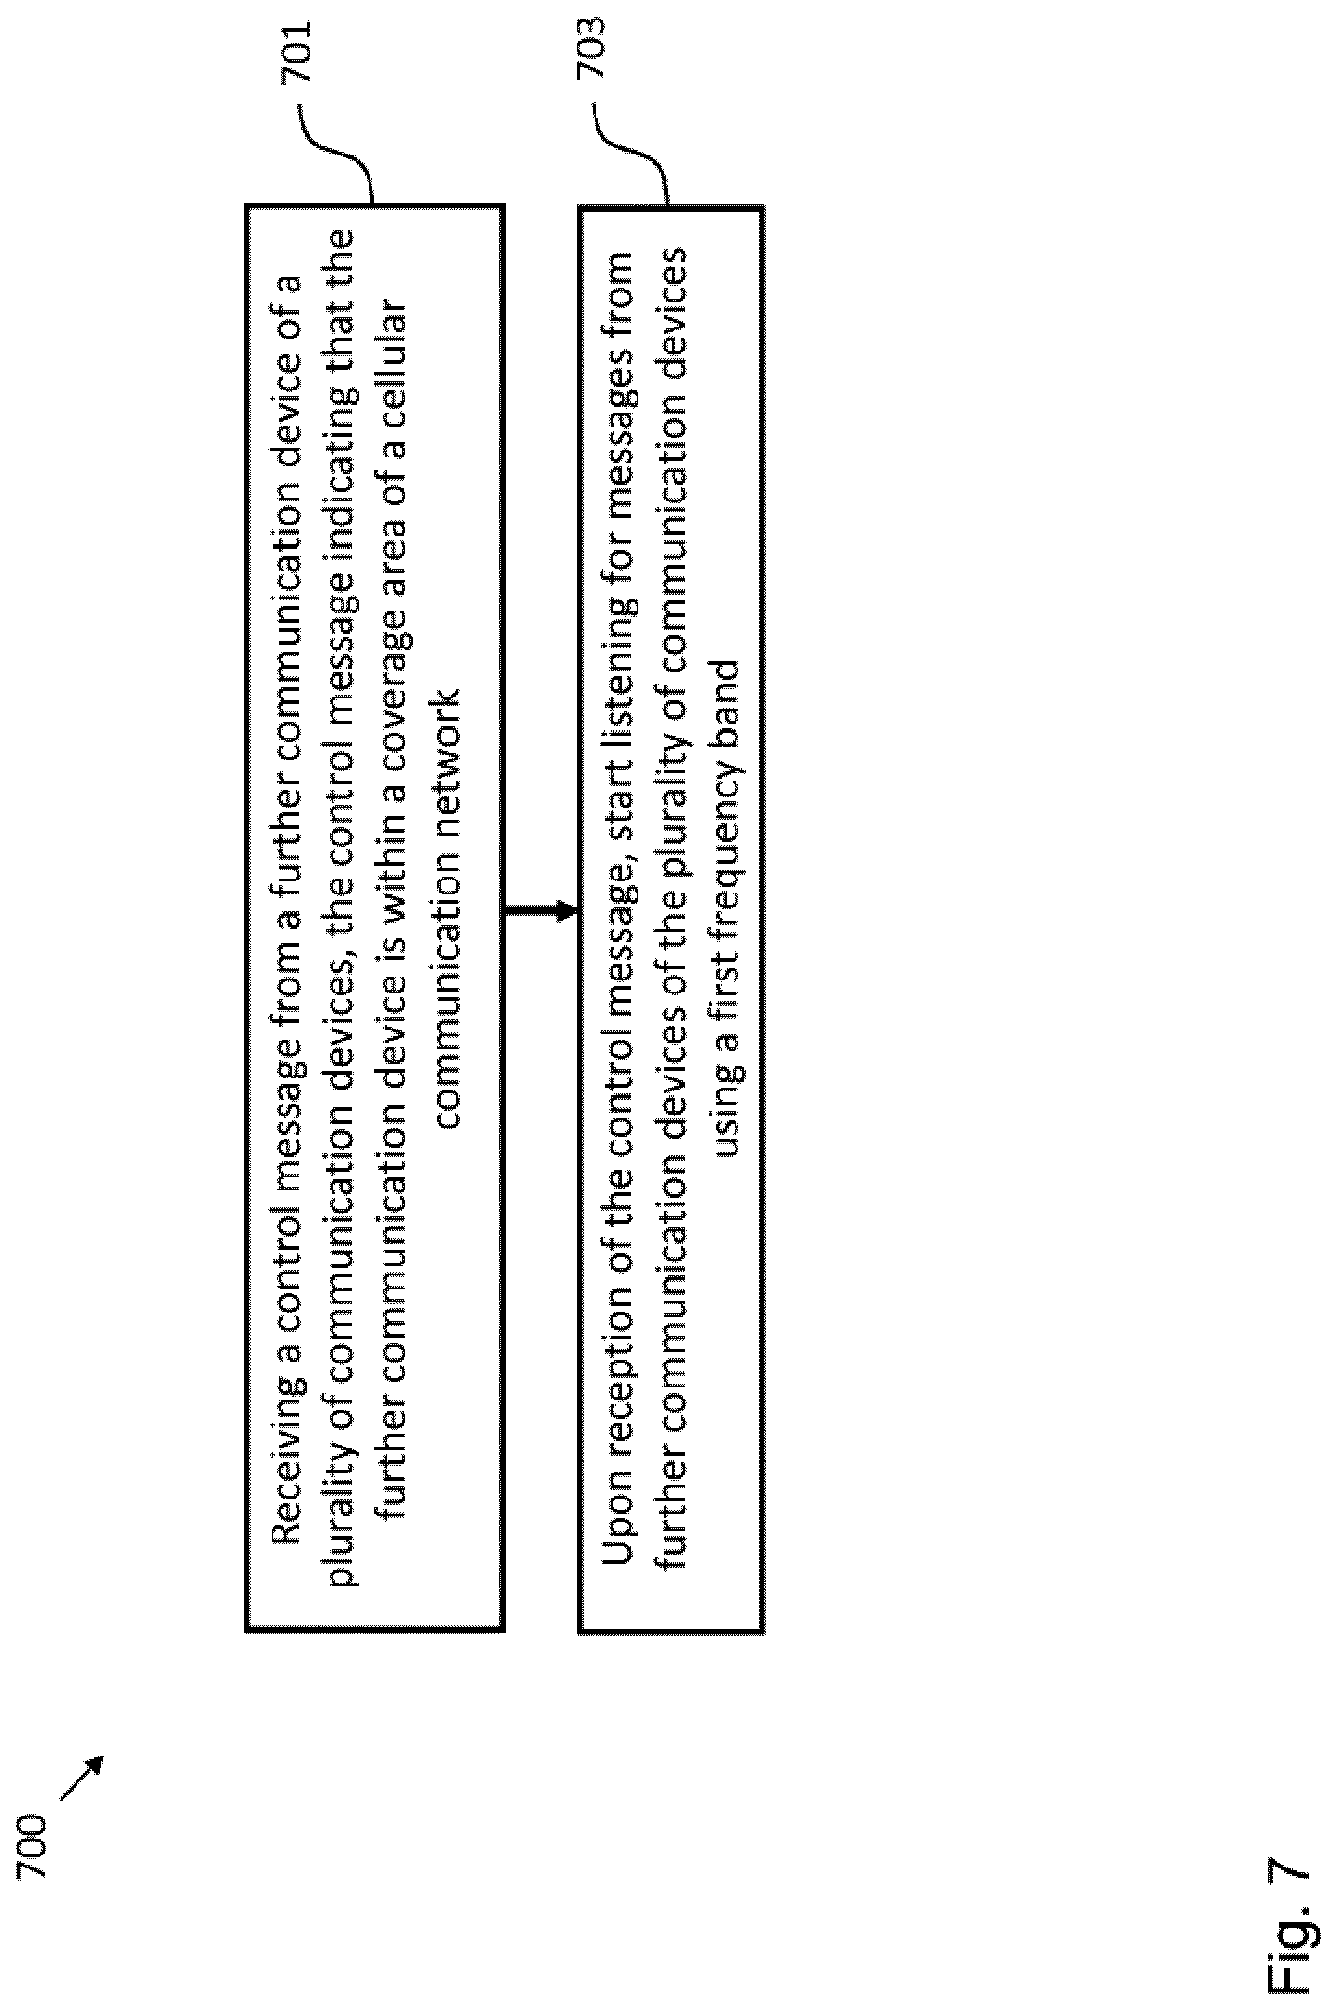 700
Receiving a control message from a further communication device of a
plurality of communication devices, the control message indicating that the
further communication device is within a coverage area of a cellular
communication network
701
Upon reception of the control message, start listening for messages from
further communication devices of the plurality of communication devices
using a first frequency band
703
Fig. 7